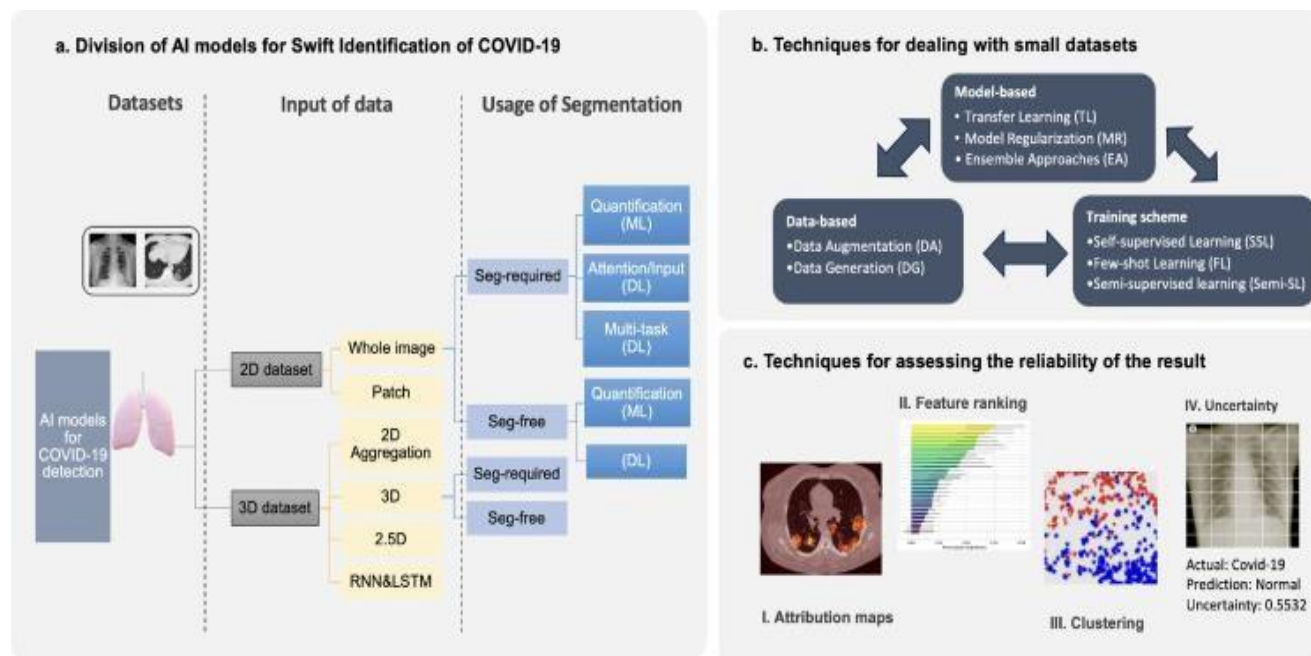 a. Division of AI models for Swift Identification of COVID-19
Datasets
Input of data
Usage of Segmentation
AI models
for
COVID-19
detection
2D dataset
3D dataset
Whole image
Patch
2D
Aggregation
3D
2.5D
RNN&LSTM
Seg-required
Seg-free
Seg-required
Seg-free
Quantification
(ML)
Attention/Input
(DL)
Multi-task
(DL)
Quantification
(ML)
(DL)
b. Techniques for dealing with small datasets
Model-based
• Transfer Learning (TL)
• Model Regularization (MR)
• Ensemble Approaches (EA)
Data-based
•Data Augmentation (DA)
•Data Generation (DG)
Training scheme
•Self-supervised Learning (SSL)
•Few-shot Learning (FL)
•Semi-supervised learning (Semi-SL)
c. Techniques for assessing the reliability of the result
I. Attribution maps
II. Feature ranking
III. Clustering
IV. Uncertainty
Actual: Covid-19
Prediction: Normal
Uncertainty: 0.5532